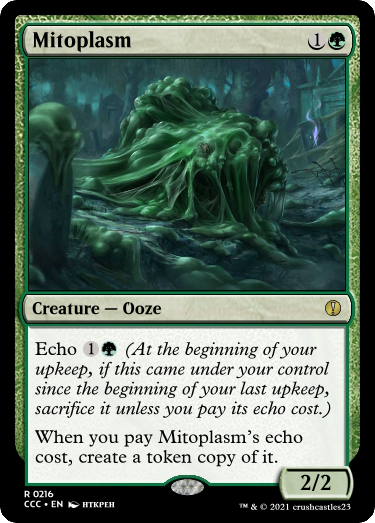 Mitoplasm 1
Creature — Ooze
Echo 1 (At the beginning of your
upkeep, if this came under your control
since the beginning of your last upkeep,
sacrifice it unless you pay its echo cost.)
When you pay Mitoplasm's echo
cost, create a token copy of it.
2/2
R 0216
CCC • EN HTKPEH
™ & © 2021 crushcastles23